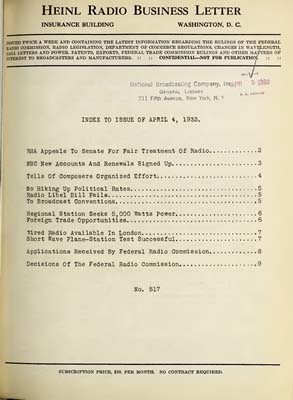 HEINL RADIO BUSINESS LETTER
INSURANCE BUILDING WASHINGTON, D. C.
ISSUED TWICE A WEEK AND CONTAINING THE LATEST INFORMATION REGARDING THE RULINGS OF THE FEDERAL
RADIO COMMISSION, RADIO LEGISLATION, DEPARTMENT OF COMMERCE REGULATIONS, CHANGES IN WAVELENGTH,
CALL LETTERS AND POWER, PATENTS, EXPORTS, FEDERAL TRADE COMMISSION RULINGS AND OTHER MATTERS OF
INTEREST TO BROADCASTERS AND MANUFACTURERS. :: :: CONFIDENTIAL—NOT FOR PUBLICATION. :: ::
National Broadcasting Company, Inc.
GENERAL LIBRARY
711 Fifth Avenue, New York, N. Y
APR 5 1932
INDEX TO ISSUE OF APRIL 4, 1932.
RMA Appeals To Senate For Fair Treatment Of Radio............2
NBC New Accounts And Renewals Signed Up......................3
Tells Of Composers Organized Effort..........................4
No Hiking Up Political Rates.................................5
Radio Libel Bill Fails.......................................5
To Broadcast Conventions.....................................5
Regional Station Seeks 5,000 Watts Power.....................6
Foreign Trade Opportunities..................................6
Wired Radio Available In London..............................7
Short Wave Plane-Station Test Successful.....................7
Applications Received By Federal Radio Commission............8
Decisions Of The Federal Radio Commission....................9
No. 517
SUBSCRIPTION PRICE, $10. PER MONTH. NO CONTRACT REQUIRED.